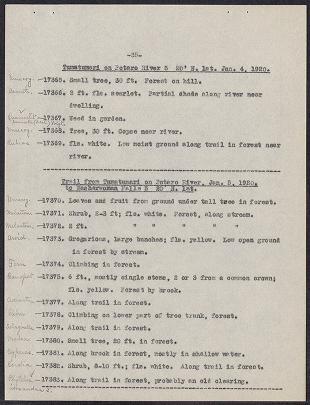 -38-
Tumatumari on Potaro River 5 20' N. lat. Jan. 4, 1920.
-17365. Small tree, 30 ft. Forest on hill.
-17366. 2 ft. fls. scarlet. Partial shade along river near
dwelling.
-17367. Weed in garden.
-17368. Tree, 30 ft. Copse near river.
-17369. fls. white. Low moist ground along trail in forest near
river.
Trail from Tumatumari on Potaro River, Jan. 5, 1920.
5 20' N. lat.
-17370. Leaves and fruit from ground under tall tree in forest.
-17371. Shrub, 2-3 ft; fls. white. Forest, along stream.
-17372. 2 ft. " " " " "
Aroid. -17373. Gregarious, large bunches; fls. yellow. Low open ground
in forest by stream.
Fern -17374. Climbing in forest.
-17375. 6 ft., mostly single stems, 2 or 3 from a common crown;
fls. yellow. Forest by brook.
-17377. Along trail in forest.
-17378. Climbing on lower part of tree trunk, forest.
-17379. Along trail in forest.
-17380. Small tree, 20 ft. in forest.
-17381. Along brook in forest, mostly in shallow water.
-17382. Shrub, 8-10 ft; fls. white. Along trail in forest.
-17383. Along trail in forest, probably an old clearing.